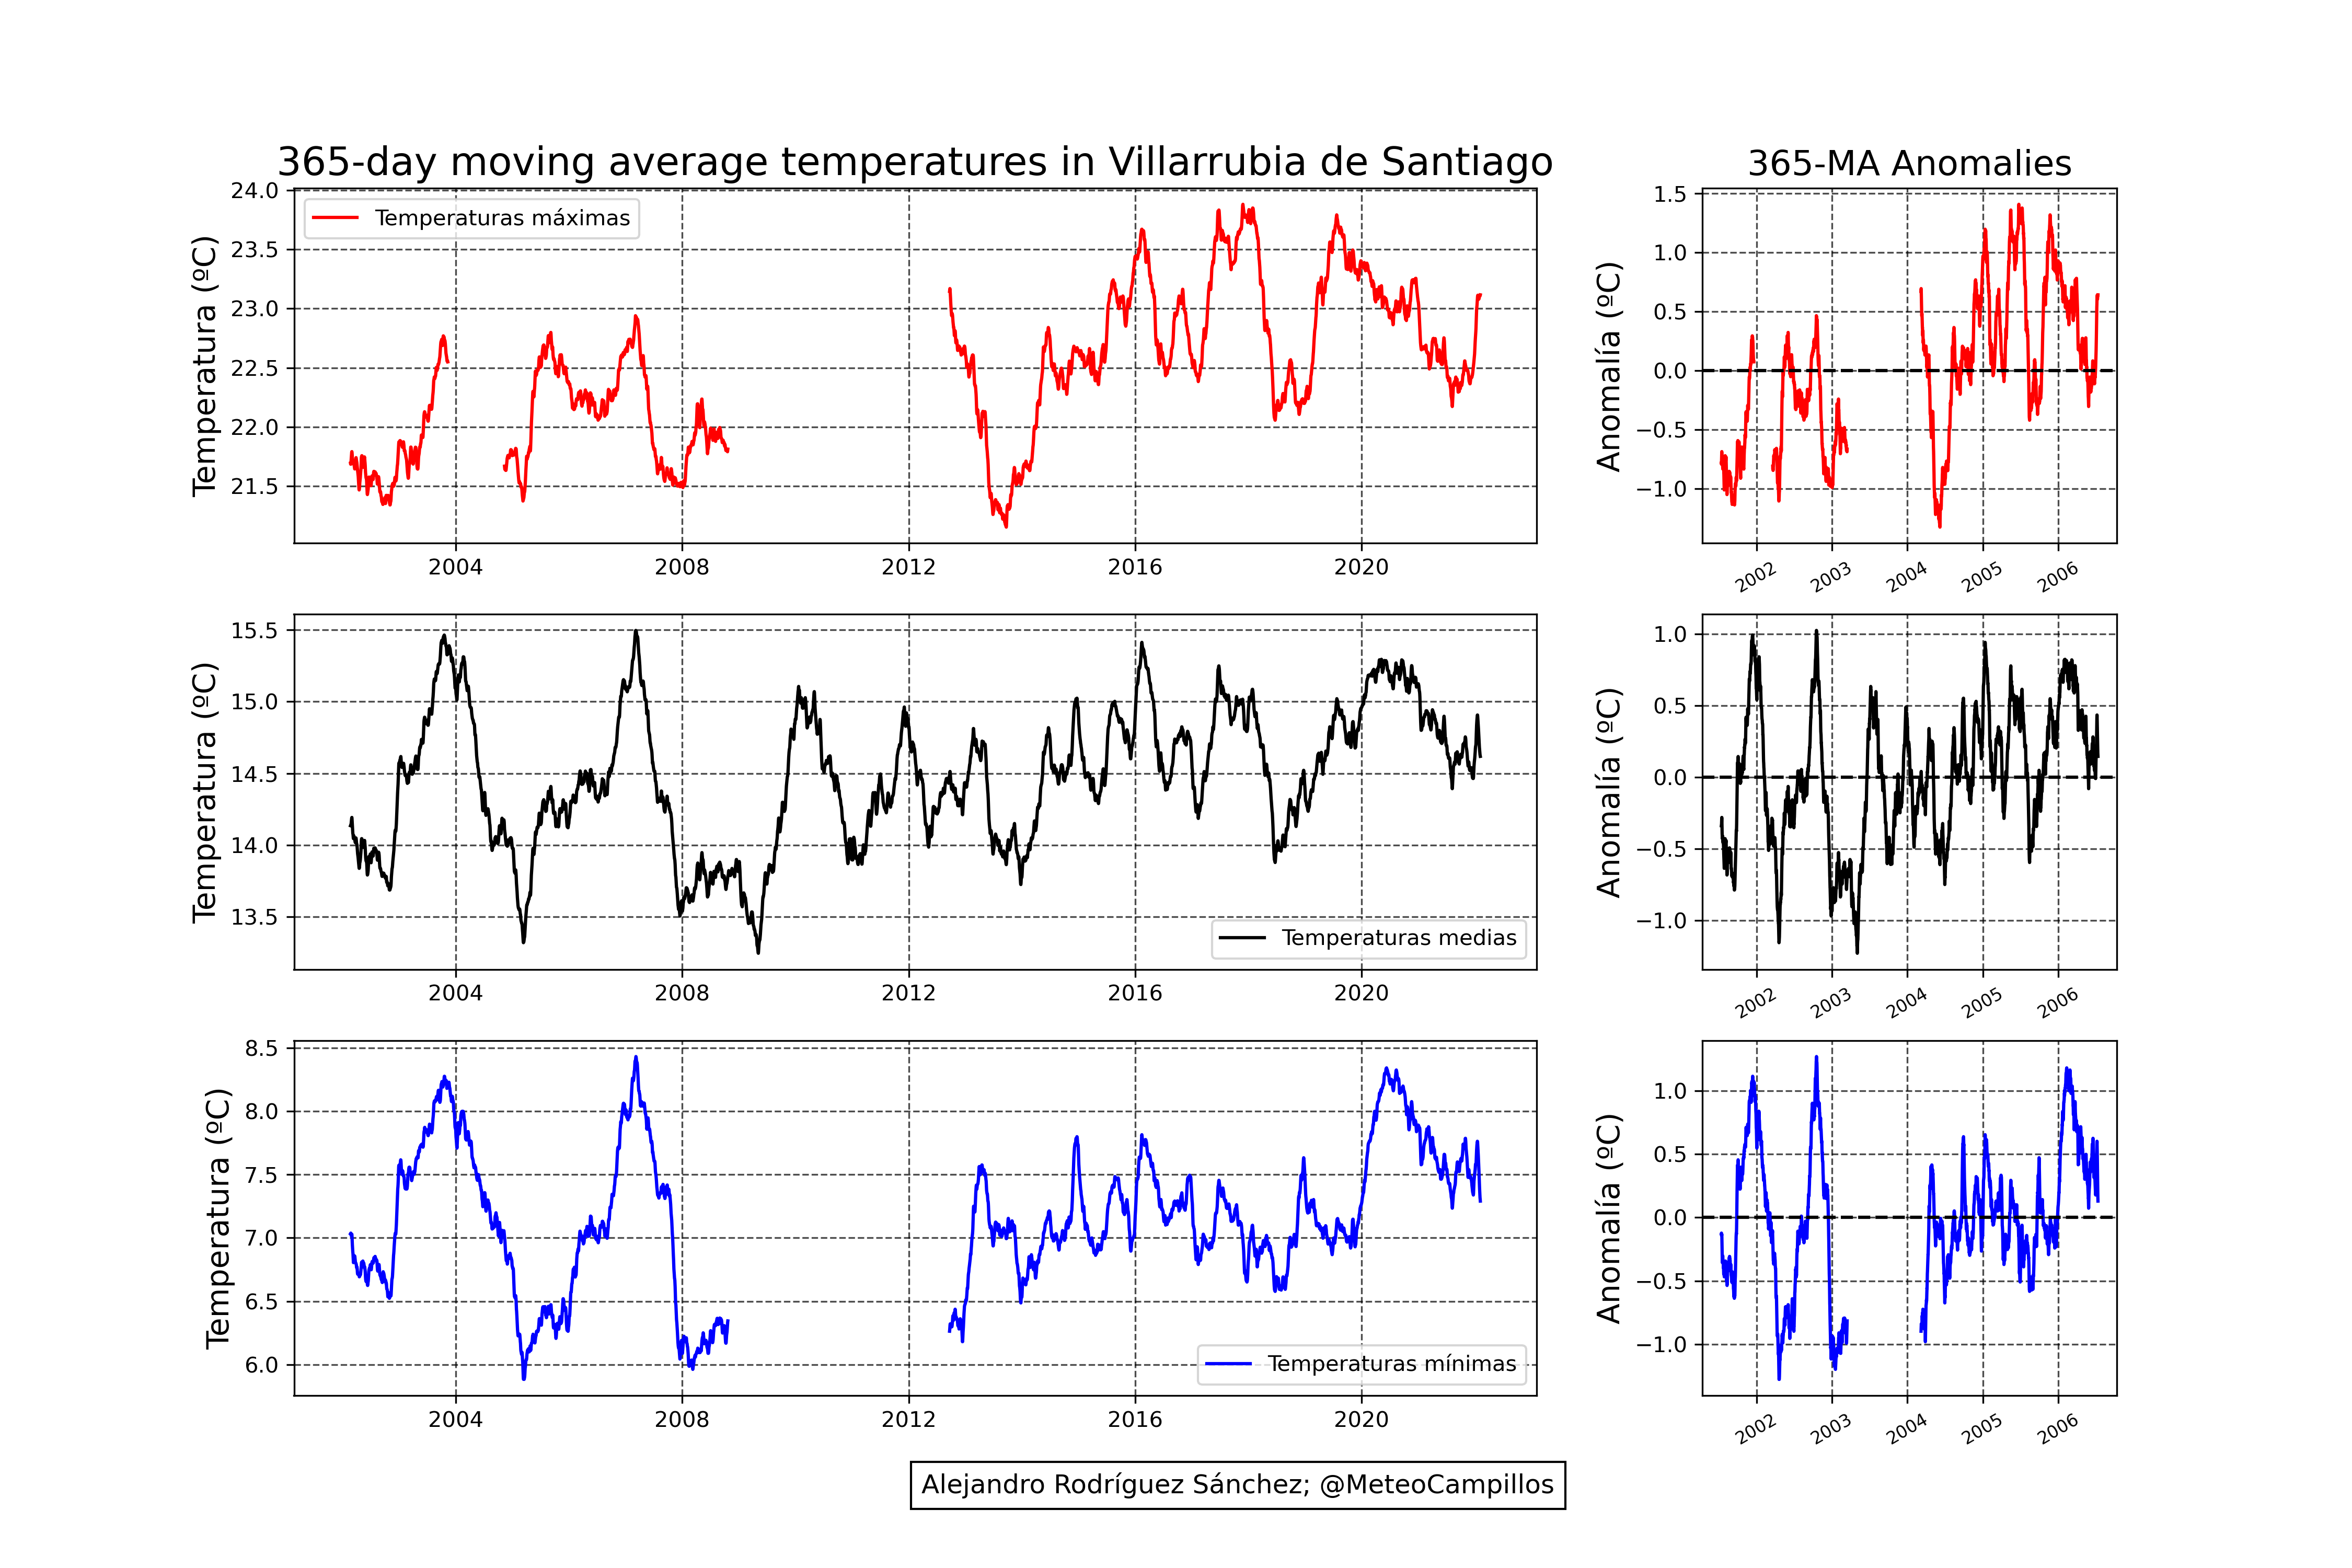 365-day moving average temperatures in Villarrubia de Santiago
365-MA Anomalies
Temperatura (ºC)
24.0
23.5
23.0
22.5
22.0
21.5
Temperaturas máximas
2004 2008 2012 2016 2020
Anomalía (ºC)
1.5
1.0
0.5
0.0
−0.5
−1.0
2002 2003 2004 2005 2006
Temperatura (ºC)
15.5
15.0
14.5
14.0
13.5
Temperaturas medias
2004 2008 2012 2016 2020
Anomalía (ºC)
1.0
0.5
0.0
−0.5
−1.0
2002 2003 2004 2005 2006
Temperatura (ºC)
8.5
8.0
7.5
7.0
6.5
6.0
Temperaturas mínimas
2004 2008 2012 2016 2020
Anomalía (ºC)
1.0
0.5
0.0
−0.5
−1.0
2002 2003 2004 2005 2006
Alejandro Rodríguez Sánchez; @MeteoCampillos